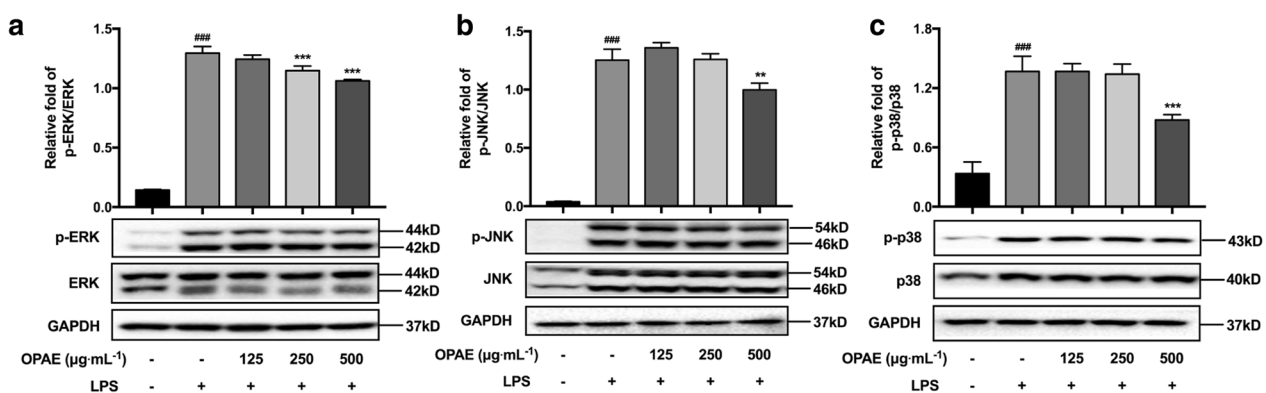 a
Relative fold of
p-ERK/ERK
1.5
1.0
0.5
0.0
###
***
***
p-ERK
44kD
42kD
ERK
44kD
42kD
GAPDH
37kD
OPAE (μg·mL⁻¹) - - 125 250 500
LPS - + + + +
b
Relative fold of
p-JNK/JNK
1.5
1.0
0.5
0.0
###
**
p-JNK
54kD
46kD
JNK
54kD
46kD
GAPDH
37kD
OPAE (μg·mL⁻¹) - - 125 250 500
LPS - + + + +
c
Relative fold of
p-p38/p38
1.8
1.2
0.6
0.0
###
***
p-p38
43kD
p38
40kD
GAPDH
37kD
OPAE (μg·mL⁻¹) - - 125 250 500
LPS - + + + +